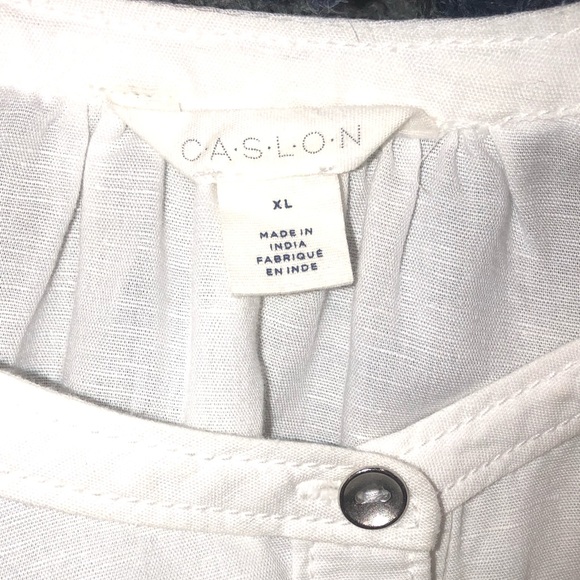 C·A·S·L·O·N
XL
MADE IN
INDIA
FABRIQUÉ
EN INDE